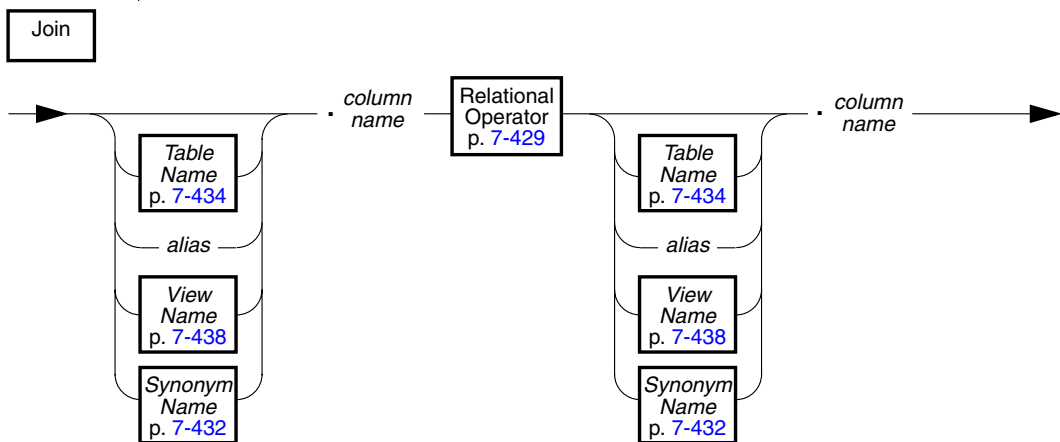 Join
. column
name
Relational
Operator
p. 7-429
. column
name
Table
Name
p. 7-434
alias
View
Name
p. 7-438
Synonym
Name
p. 7-432
Table
Name
p. 7-434
alias
View
Name
p. 7-438
Synonym
Name
p. 7-432